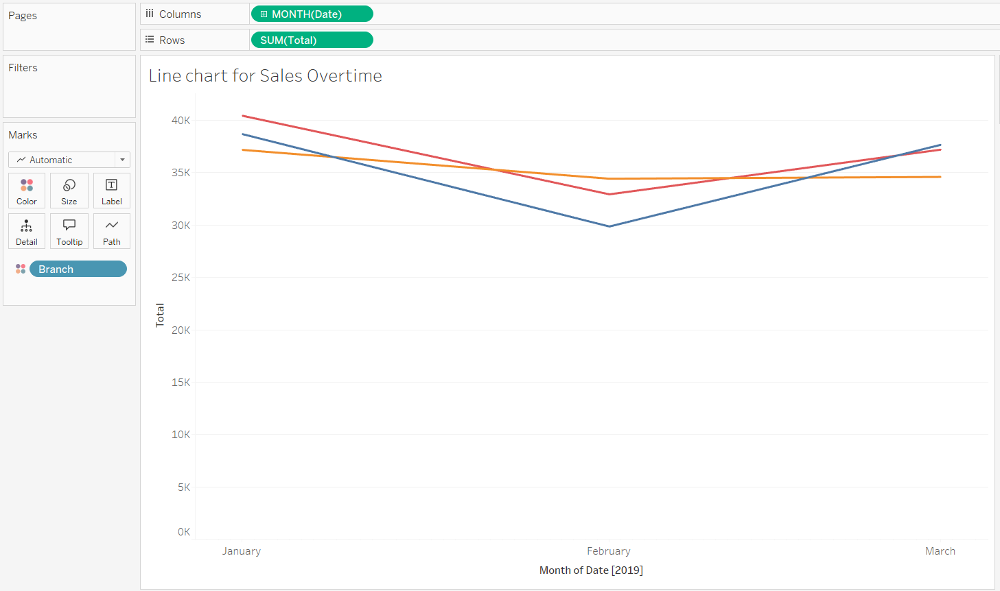 Pages
Columns
MONTH(Date)
Rows
SUM(Total)
Filters
Marks
Automatic
Color
Size
Label
Detail
Tooltip
Path
Branch
Line chart for Sales Overtime
40K
35K
30K
25K
20K
15K
10K
5K
0K
Total
January
February
March
Month of Date [2019]